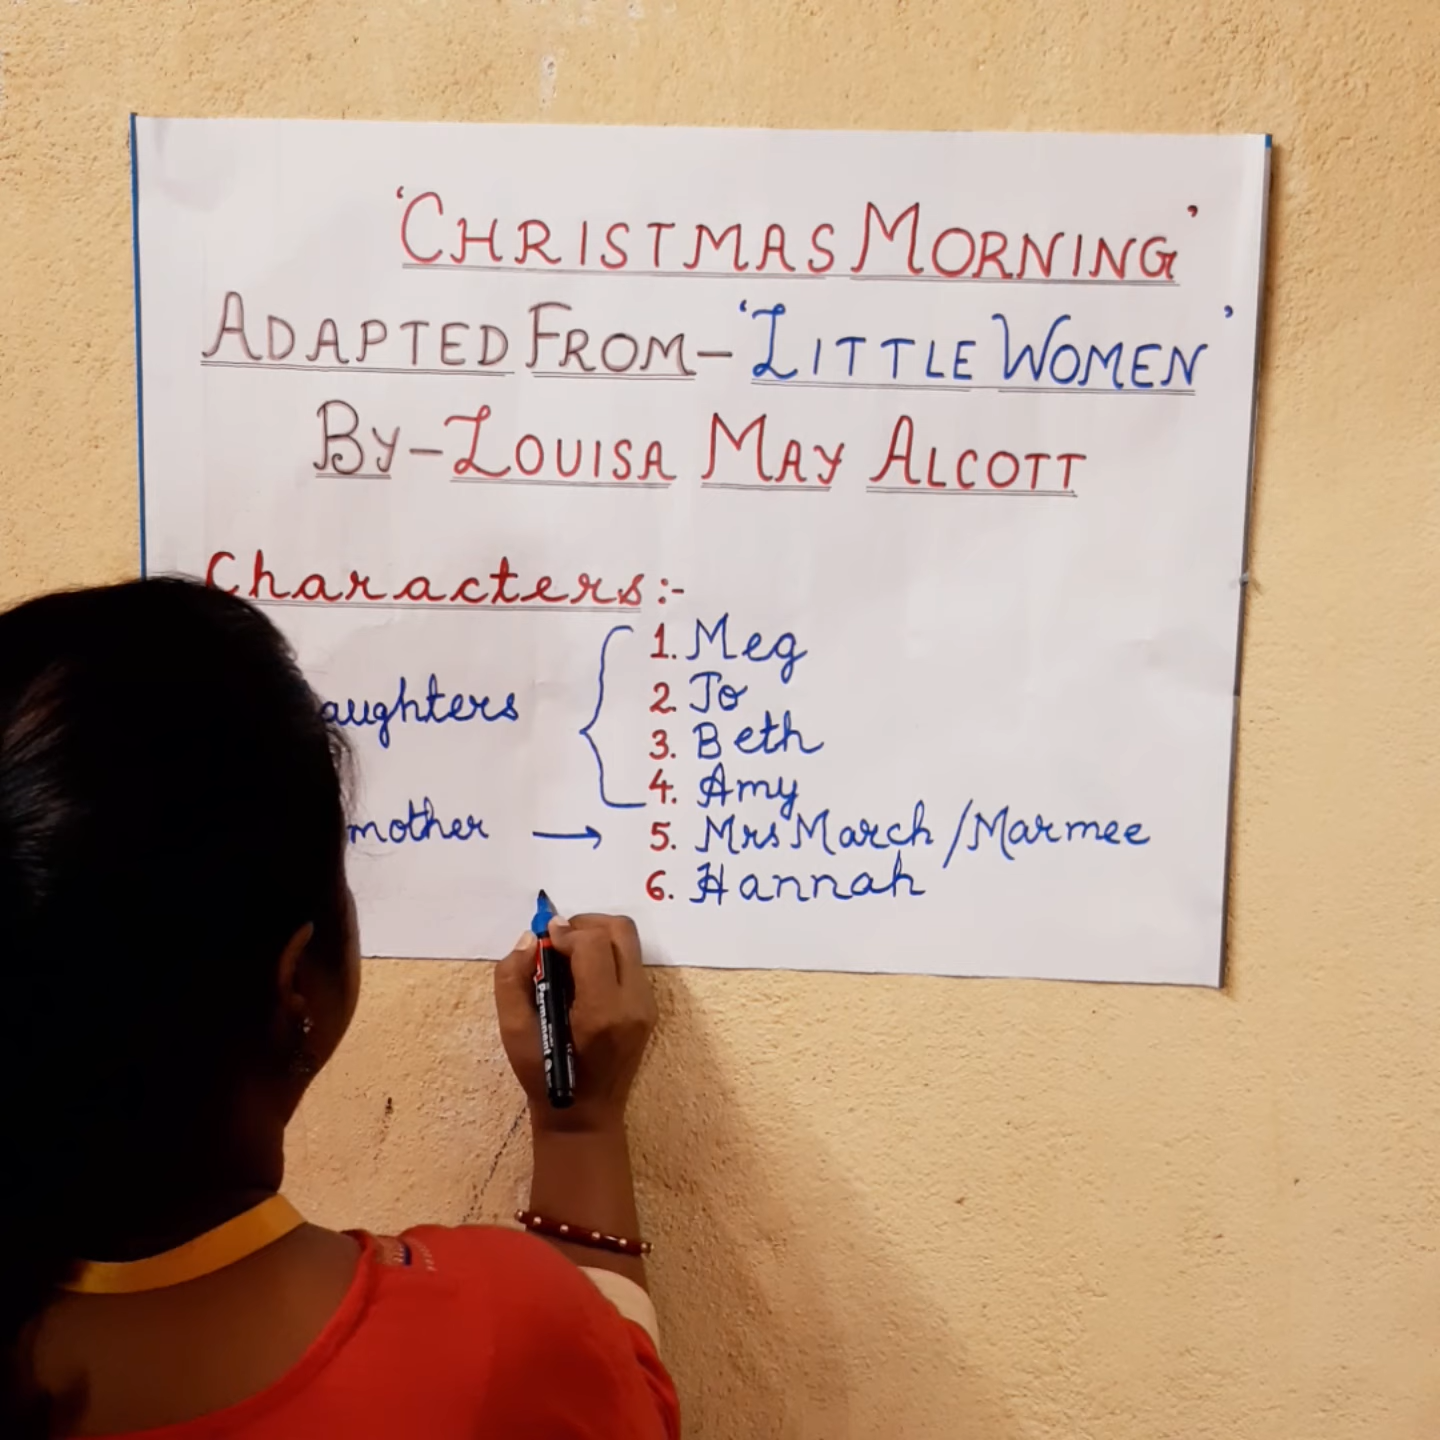 'CHRISTMAS MORNING'
ADAPTED FROM - 'LITTLE WOMEN'
BY - LOUISA MAY ALCOTT
Characters :-
1. Meg
aughters { 2. Jo
3. Beth
4. Amy
mother → 5. Mrs March / Marmee
6. Hannah
Permanent